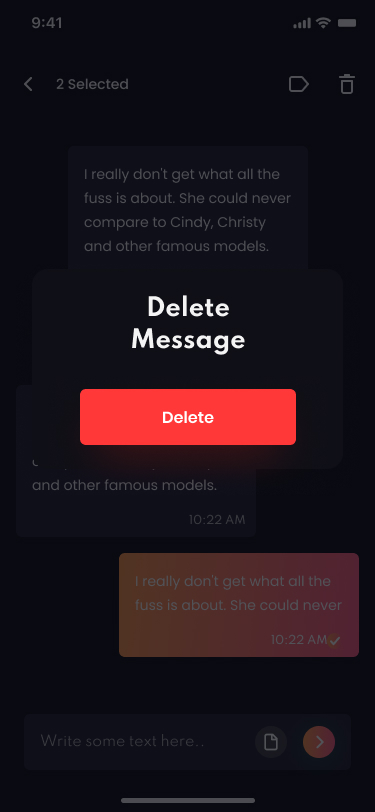 9:41
2 Selected
I really don't get what all the
fuss is about. She could never
compare to Cindy, Christy
and other famous models.
Delete
Message
Delete
and other famous models.
10:22 AM
I really don't get what all the
fuss is about. She could never
10:22 AM
Write some text here..